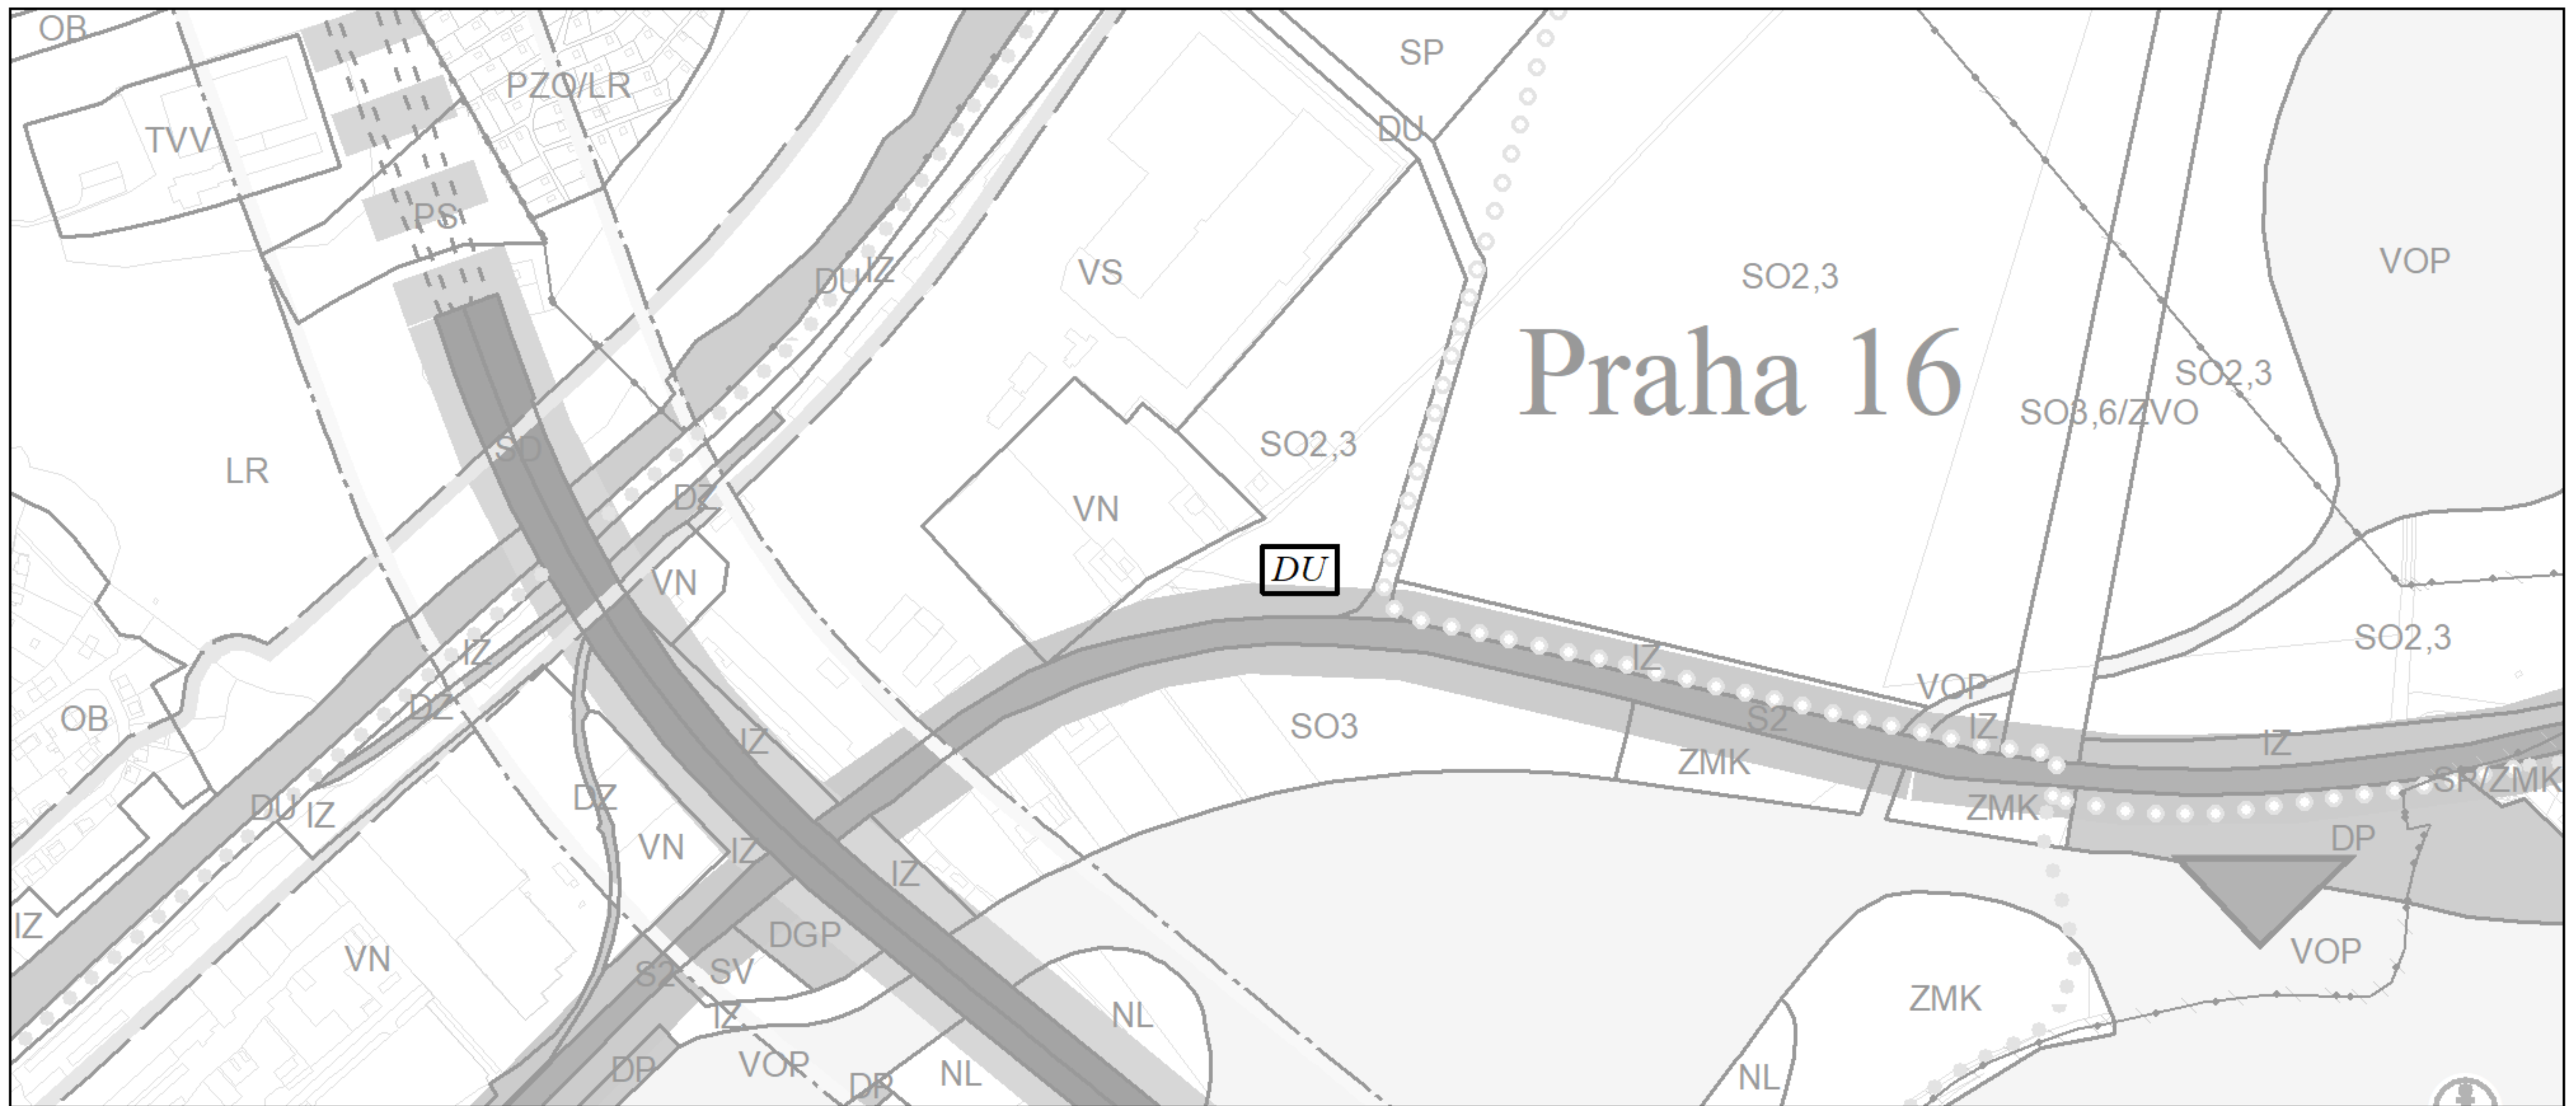 OB
SP
PZO/LR
DU
TVV
PS
VOP
DU
IZ
VS
SO2,3
Praha 16
SO2,3
SO3,6/ZVO
SO2,3
SD
LR
DZ
VN
DU
VN
SO2,3
IZ
IZ
VOP
DZ
OB
S2
IZ
SO3
IZ
IZ
ZMK
SP/ZMK
DZ
DU
IZ
ZMK
DP
VN
IZ
IZ
IZ
DGP
VN
VOP
S2
SV
ZMK
IZ
NL
VOP
DP
DP
NL
NL